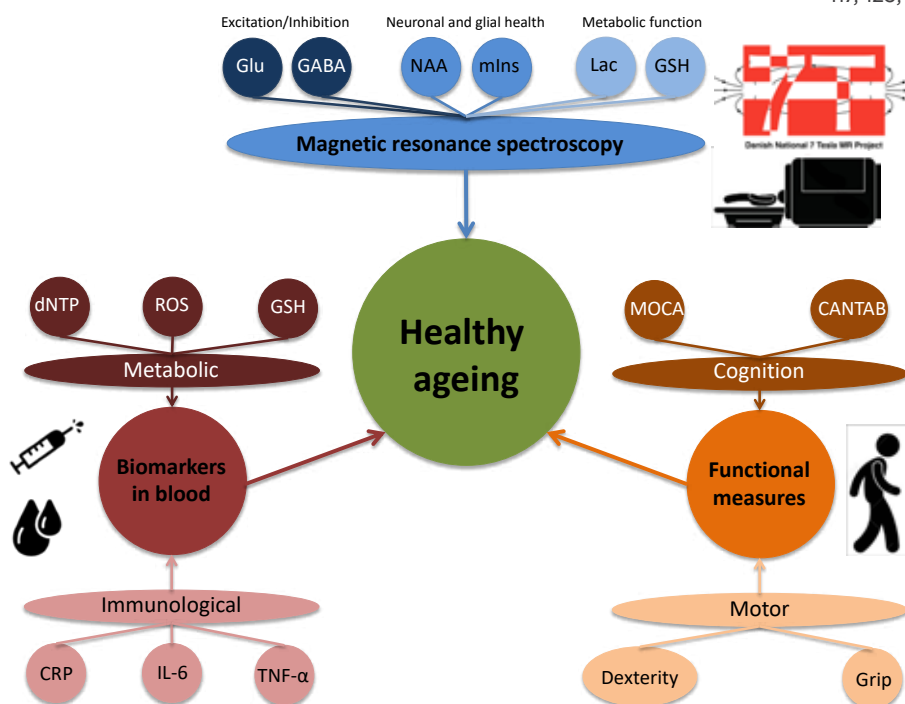 Excitation/Inhibition
Neuronal and glial health
Metabolic function
Glu
GABA
NAA
mIns
Lac
GSH
Magnetic resonance spectroscopy
Danish National 7 Tesla MR Project
dNTP
ROS
GSH
Metabolic
Healthy
ageing
MOCA
CANTAB
Cognition
Biomarkers
in blood
Functional
measures
Immunological
CRP
IL-6
TNF-α
Motor
Dexterity
Grip